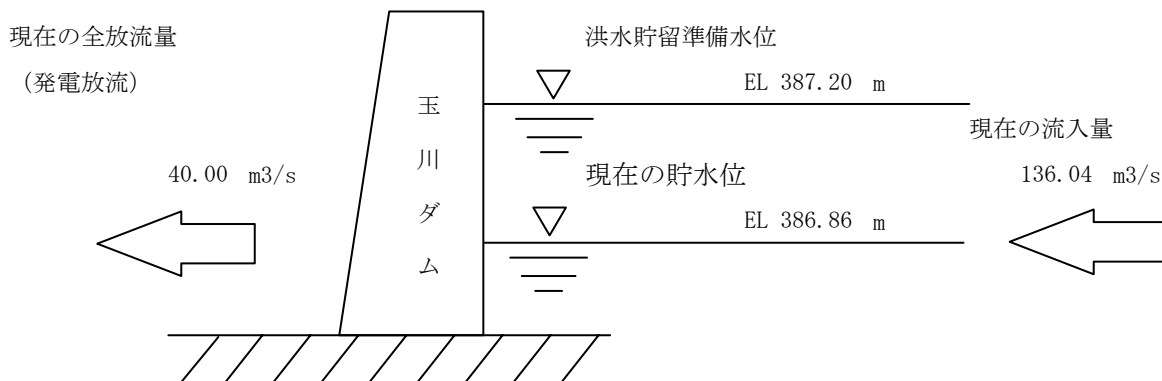 現在の全放流量
(発電放流)
40.00 m3/s
玉川ダム
洪水貯留準備水位
EL 387.20 m
現在の貯水位
EL 386.86 m
現在の流入量
136.04 m3/s